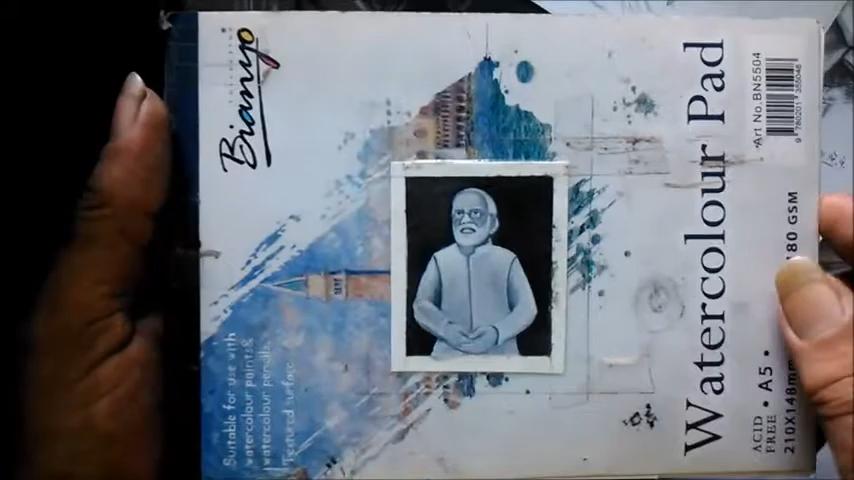 Bianyo
Watercolour Pad
Suitable for use with
watercolour paints &
watercolour pencils.
Textured surface
ACID
FREE
• A5 •
180 GSM
210x148mm
Art No.BN5504